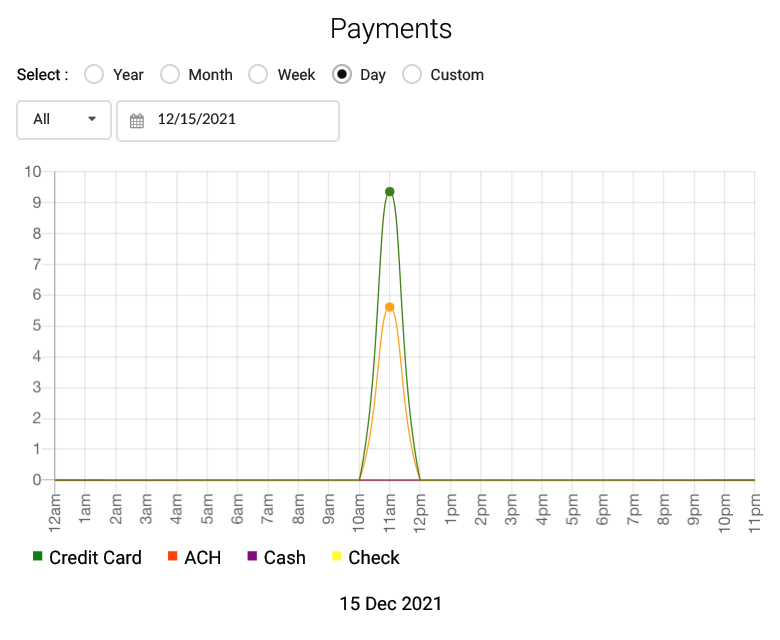 Payments
Select : Year Month Week Day Custom
All 12/15/2021
10
9
8
7
6
5
4
3
2
1
0
12am 1am 2am 3am 4am 5am 6am 7am 8am 9am 10am 11am 12pm 1pm 2pm 3pm 4pm 5pm 6pm 7pm 8pm 9pm 10pm 11pm
Credit Card ACH Cash Check
15 Dec 2021